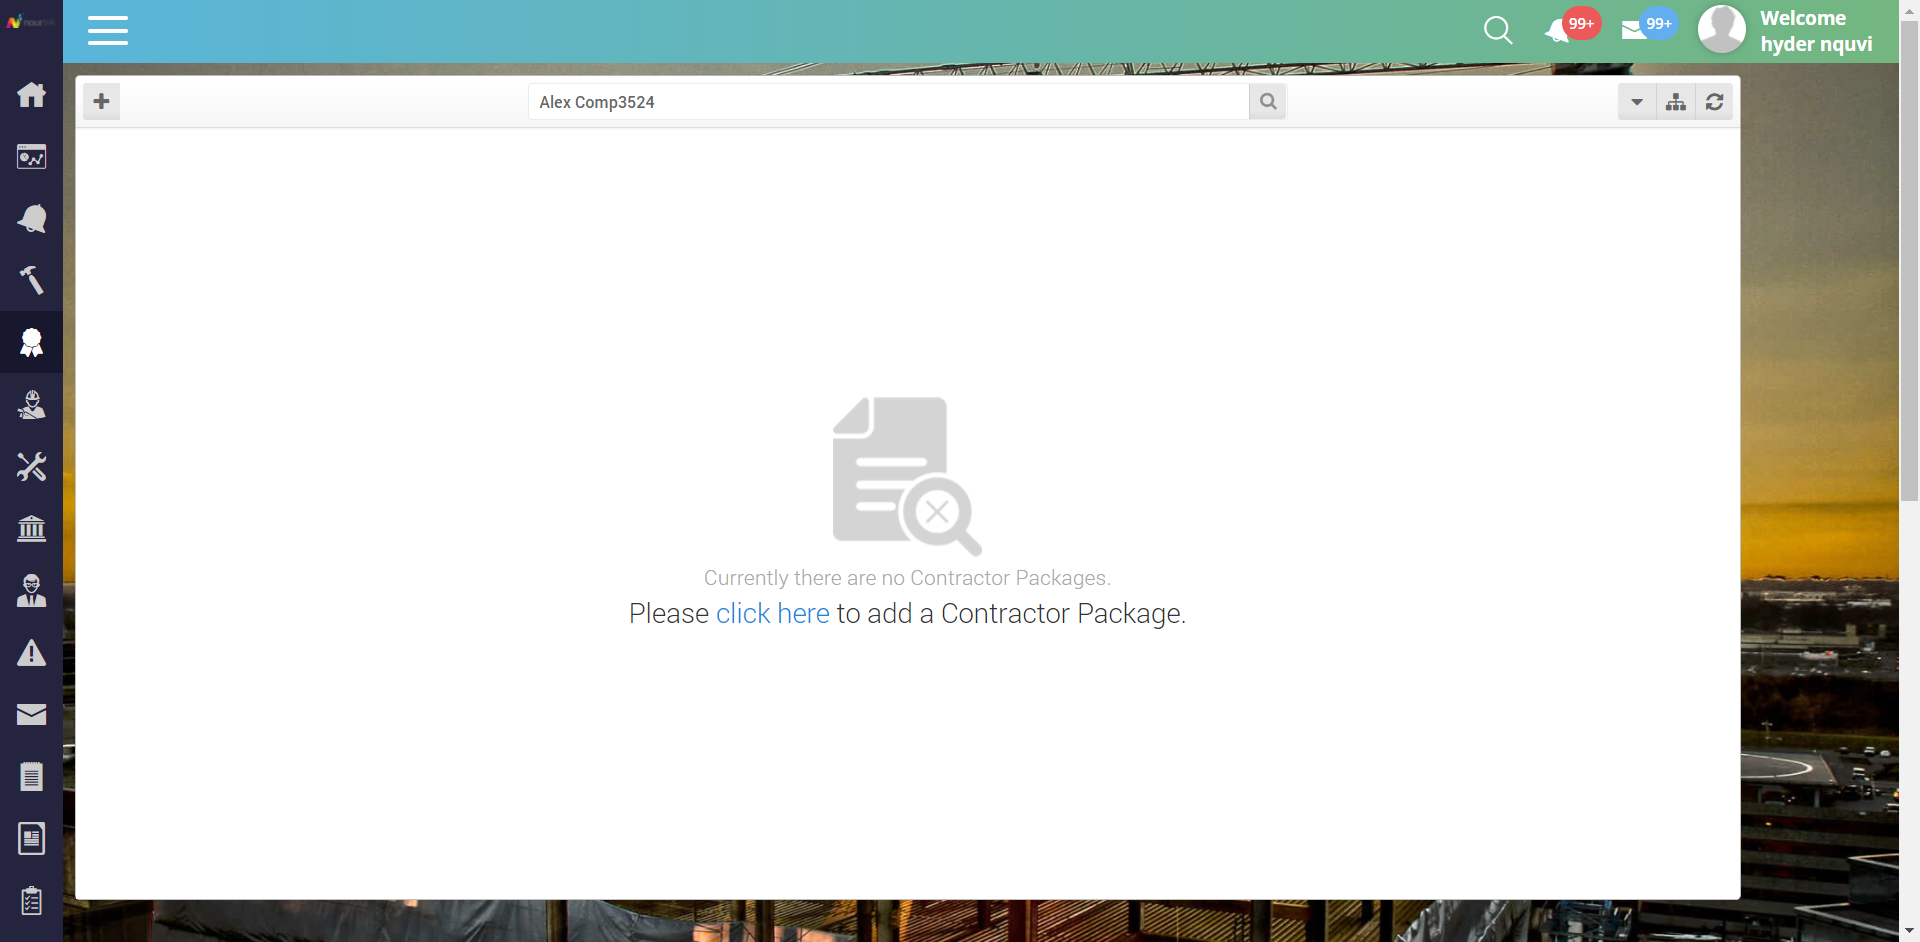 nourtek
99+
99+
Welcome
hyder nquvi
Alex Comp3524
Currently there are no Contractor Packages.
Please click here to add a Contractor Package.